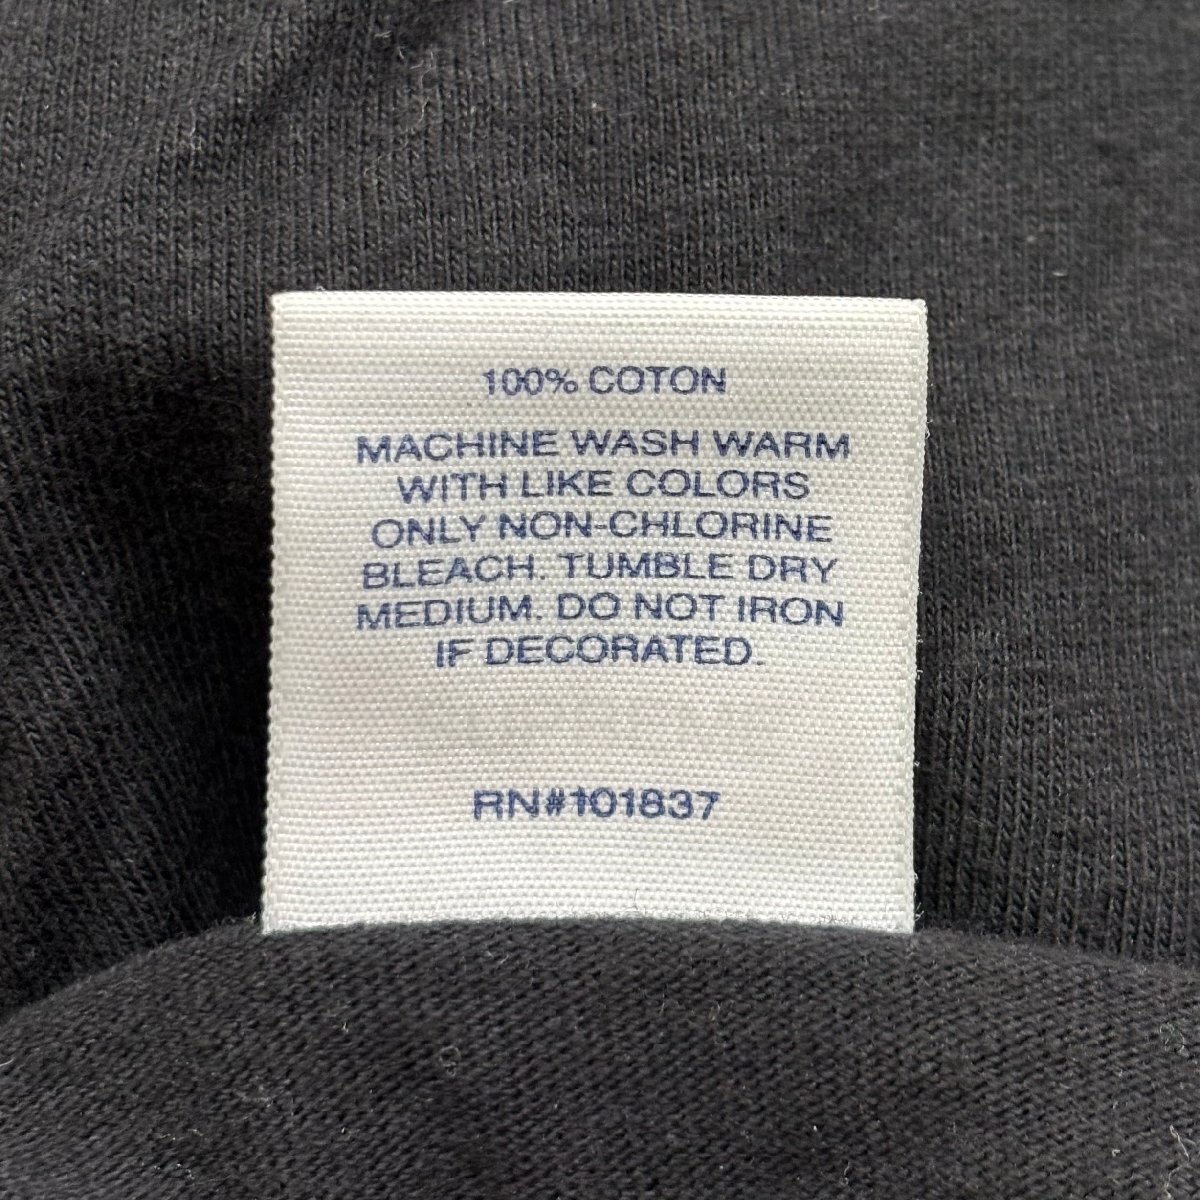 100% COTON
MACHINE WASH WARM
WITH LIKE COLORS
ONLY NON-CHLORINE
BLEACH. TUMBLE DRY
MEDIUM. DO NOT IRON
IF DECORATED.
RN#101837